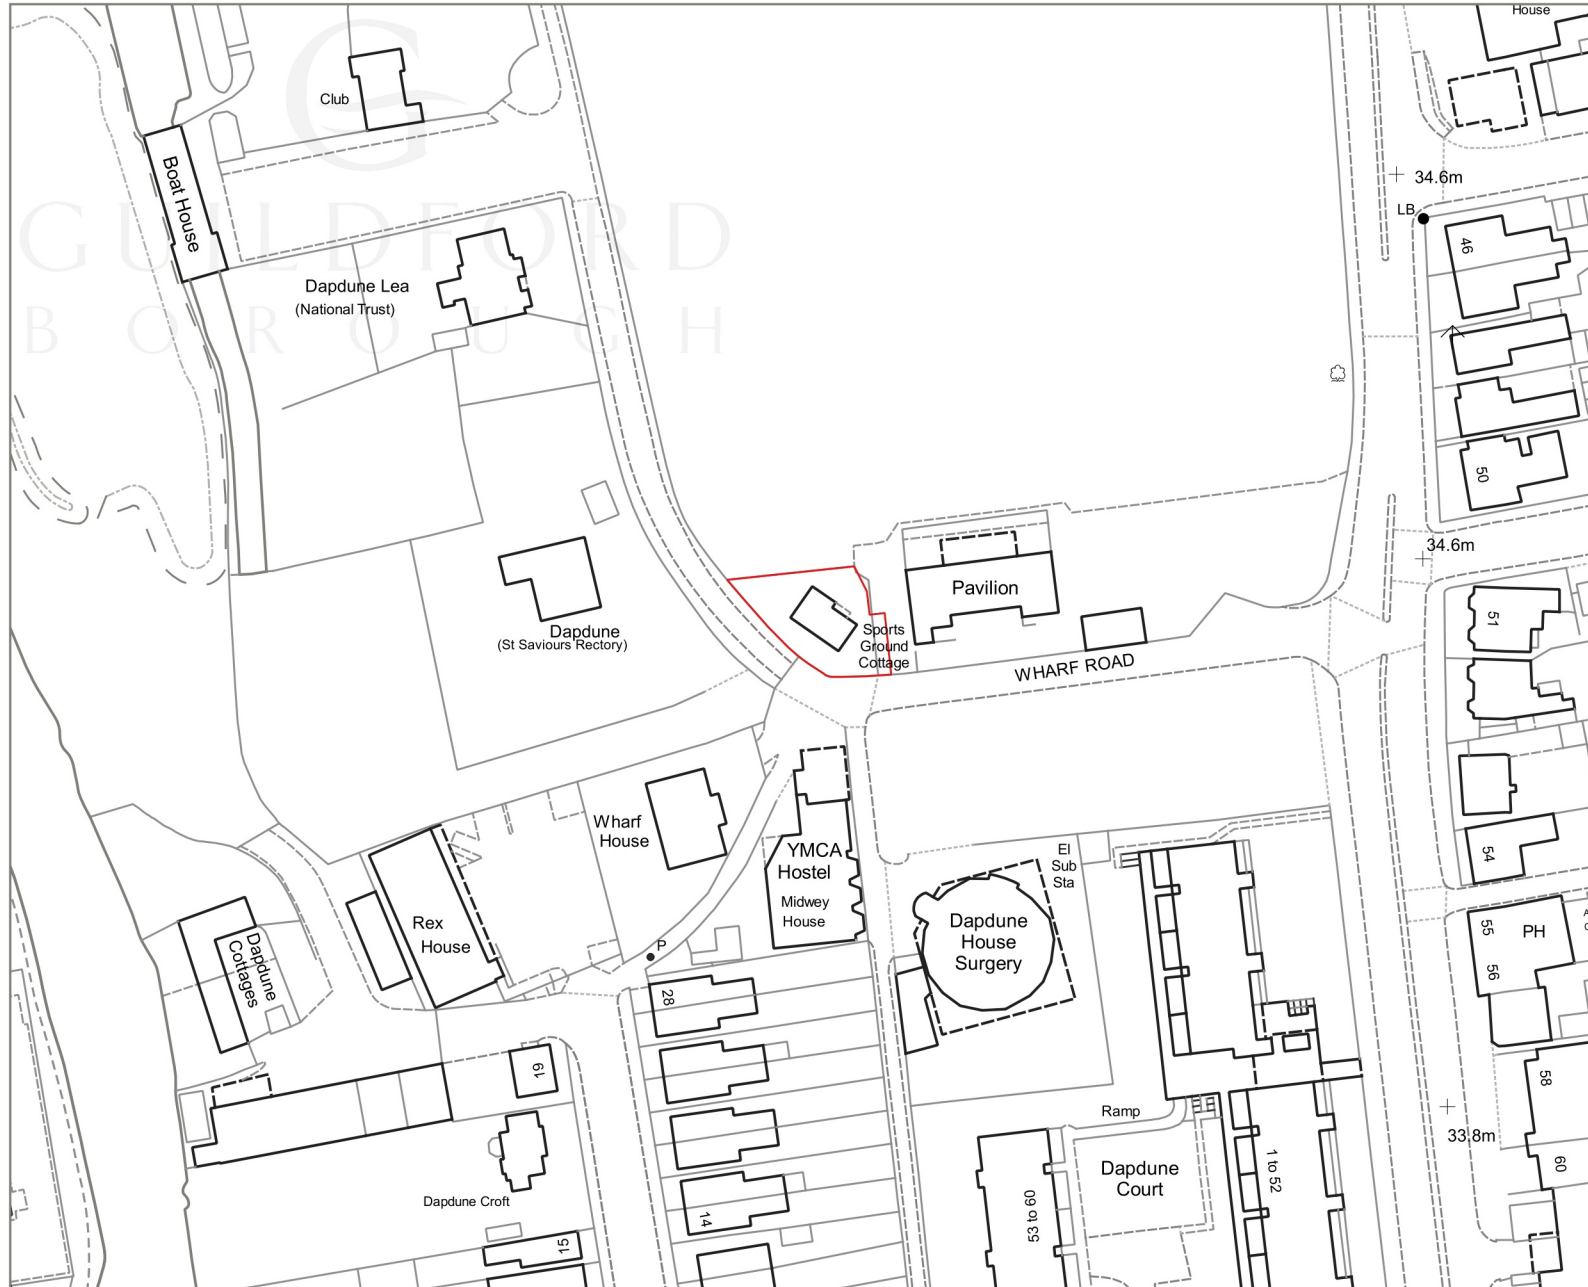 House
Club
Boat House
34.6m
LB
GUILDFORD
BOROUGH
46
Dapdune Lea
(National Trust)
50
34.6m
Pavilion
51
Dapdune
(St Saviours Rectory)
Sports
Ground
Cottage
WHARF ROAD
Wharf
House
YMCA
Hostel
Midwey
House
El
Sub
Sta
54
Rex
House
Dapdune
House
Surgery
55
PH
56
Dapdune
Cottages
P
28
19
58
Ramp
33.8m
Dapdune
Court
1 to 52
60
Dapdune Croft
14
53 to 60
15